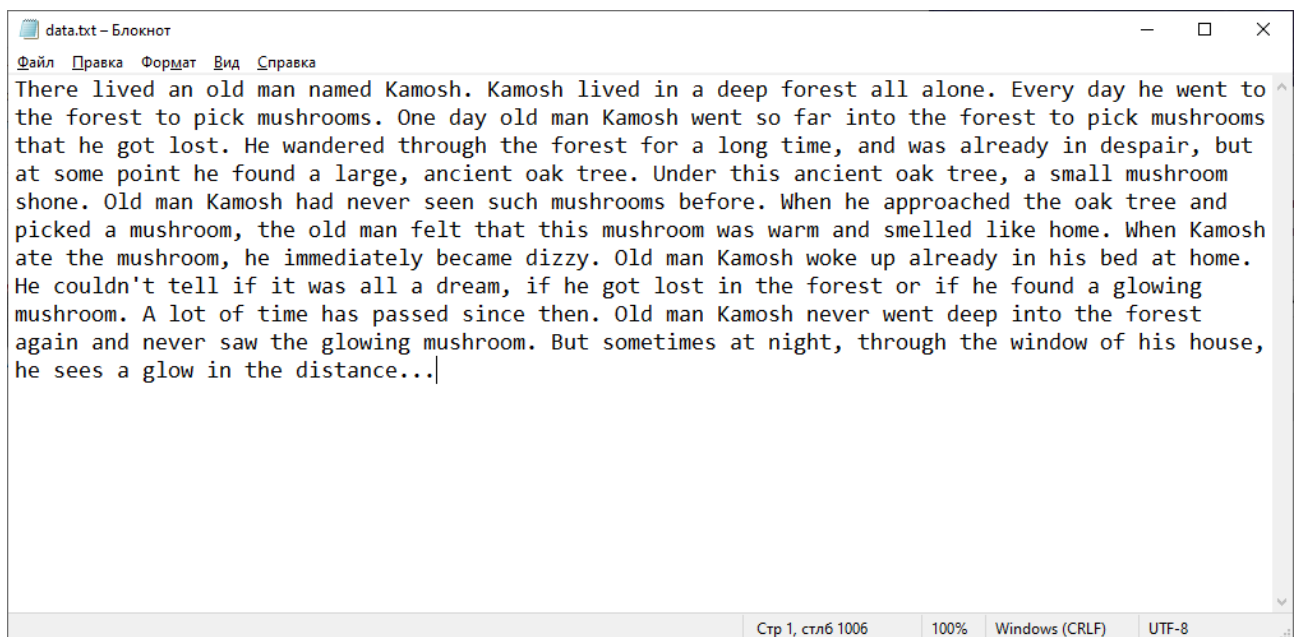 data.txt – Блокнот
Файл Правка Формат Вид Справка
There lived an old man named Kamosh. Kamosh lived in a deep forest all alone. Every day he went to
the forest to pick mushrooms. One day old man Kamosh went so far into the forest to pick mushrooms
that he got lost. He wandered through the forest for a long time, and was already in despair, but
at some point he found a large, ancient oak tree. Under this ancient oak tree, a small mushroom
shone. Old man Kamosh had never seen such mushrooms before. When he approached the oak tree and
picked a mushroom, the old man felt that this mushroom was warm and smelled like home. When Kamosh
ate the mushroom, he immediately became dizzy. Old man Kamosh woke up already in his bed at home.
He couldn't tell if it was all a dream, if he got lost in the forest or if he found a glowing
mushroom. A lot of time has passed since then. Old man Kamosh never went deep into the forest
again and never saw the glowing mushroom. But sometimes at night, through the window of his house,
he sees a glow in the distance...
Стр 1, стлб 1006 100% Windows (CRLF) UTF-8